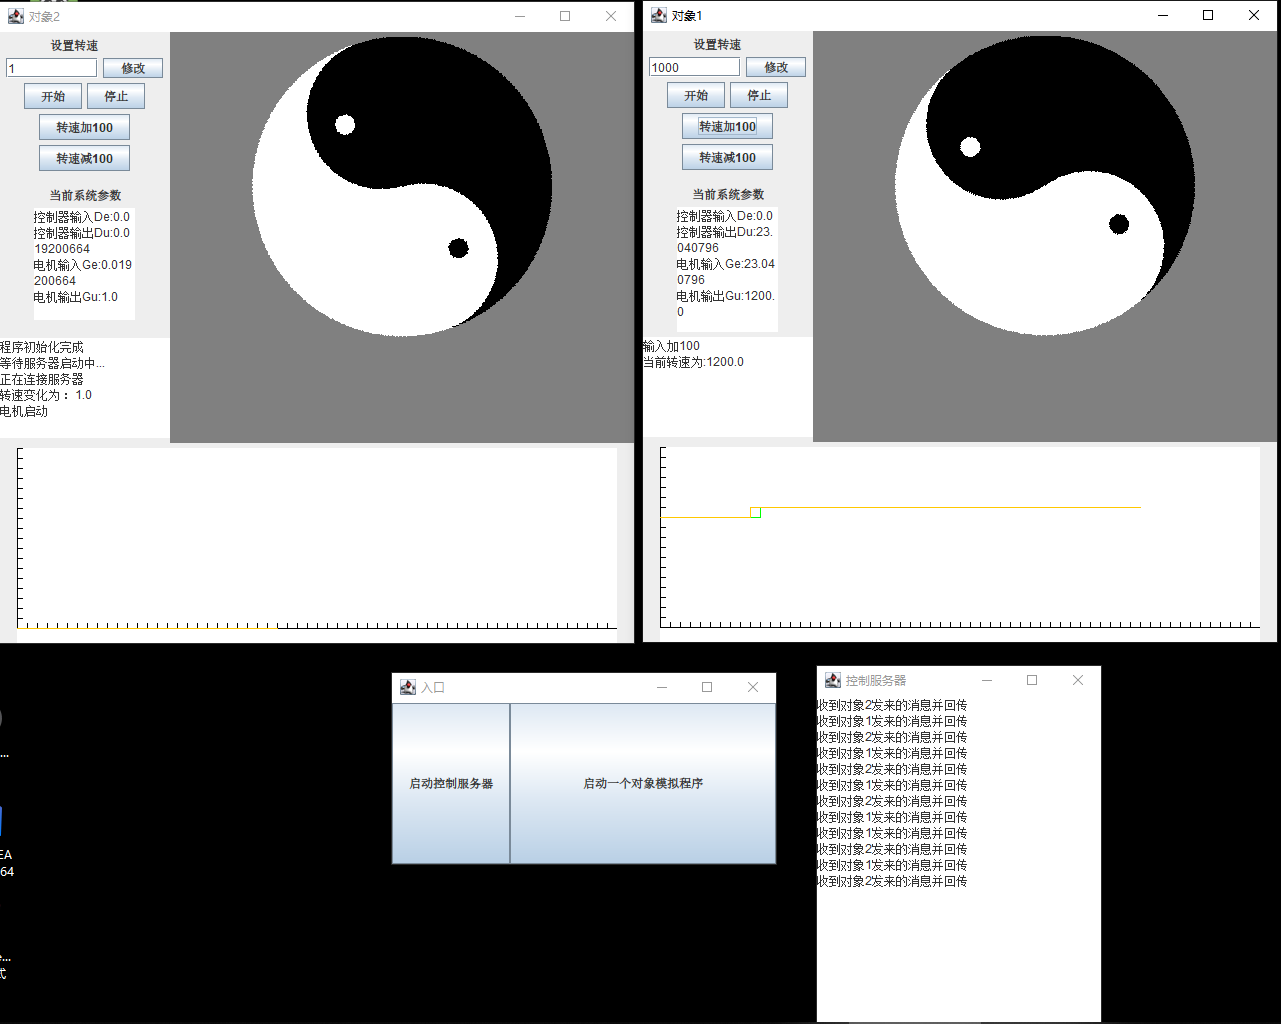 对象2
设置转速
1
修改
开始
停止
转速加100
转速减100
当前系统参数
控制器输入De:0.0
控制器输出Du:0.0
19200664
电机输入Ge:0.019
200664
电机输出Gu:1.0
程序初始化完成
等待服务器启动中...
正在连接服务器
转速变化为： 1.0
电机启动
对象1
设置转速
1000
修改
开始
停止
转速加100
转速减100
当前系统参数
控制器输入De:0.0
控制器输出Du:23.
040796
电机输入Ge:23.04
0796
电机输出Gu:1200.
0
输入加100
当前转速为:1200.0
入口
启动控制服务器
启动一个对象模拟程序
控制服务器
收到对象2发来的消息并回传
收到对象1发来的消息并回传
收到对象2发来的消息并回传
收到对象1发来的消息并回传
收到对象2发来的消息并回传
收到对象1发来的消息并回传
收到对象2发来的消息并回传
收到对象1发来的消息并回传
收到对象1发来的消息并回传
收到对象2发来的消息并回传
收到对象1发来的消息并回传
收到对象2发来的消息并回传
...
EA
64
e...
式